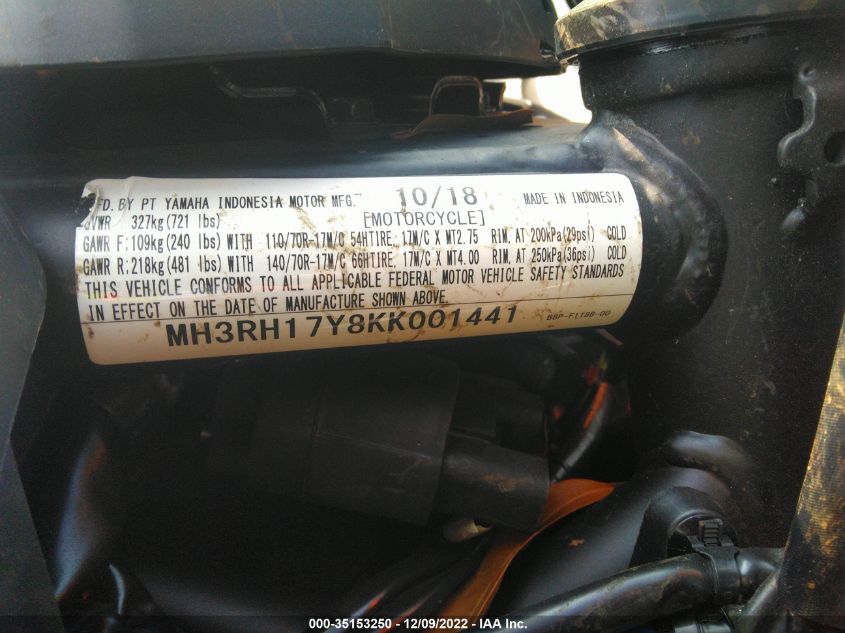 MFD. BY PT YAMAHA INDONESIA MOTOR MFG. 10/18 MADE IN INDONESIA
GVWR 327kg(721 lbs) [MOTORCYCLE]
GAWR F:109kg(240 lbs) WITH 110/70R-17M/C 54HTIRE, 17M/C X MT2.75 RIM, AT 200kPa(29psi) COLD
GAWR R:218kg(481 lbs) WITH 140/70R-17M/C 66HTIRE, 17M/C X MT4.00 RIM, AT 250kPa(36psi) COLD
THIS VEHICLE CONFORMS TO ALL APPLICABLE FEDERAL MOTOR VEHICLE SAFETY STANDARDS
IN EFFECT ON THE DATE OF MANUFACTURE SHOWN ABOVE.
MH3RH17Y8KK001441 B8P-F118B-00
000-35153250 - 12/09/2022 - IAA Inc.